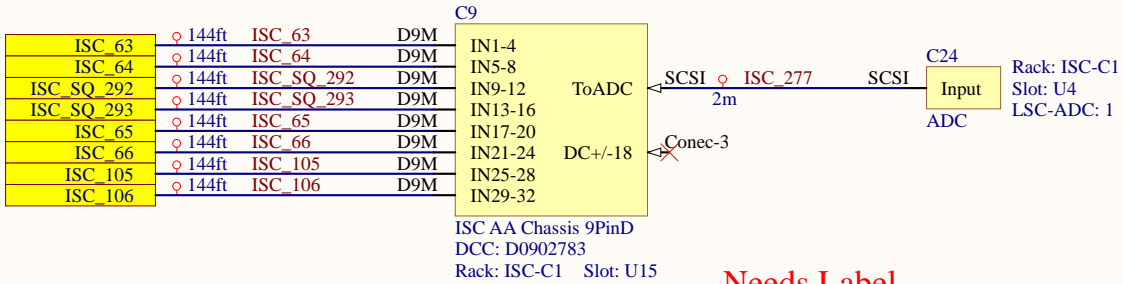 C9
ISC_63 144ft ISC_63 D9M IN1-4
ISC_64 144ft ISC_64 D9M IN5-8
ISC_SQ_292 144ft ISC_SQ_292 D9M IN9-12
ISC_SQ_293 144ft ISC_SQ_293 D9M IN13-16
ISC_65 144ft ISC_65 D9M IN17-20
ISC_66 144ft ISC_66 D9M IN21-24
ISC_105 144ft ISC_105 D9M IN25-28
ISC_106 144ft ISC_106 D9M IN29-32
ToADC SCSI ISC_277 SCSI
2m
DC+/-18 Conec-3
ISC AA Chassis 9PinD
DCC: D0902783
Rack: ISC-C1 Slot: U15
C24
Input
ADC
Rack: ISC-C1
Slot: U4
LSC-ADC: 1
Needs Label